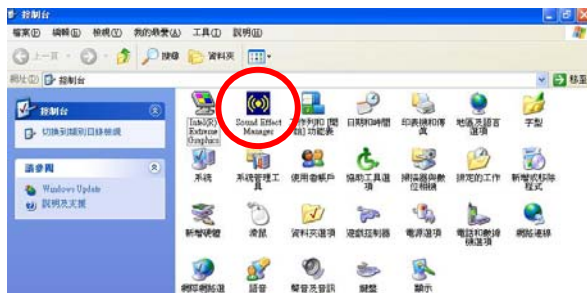 控制台
檔案(F) 編輯(E) 檢視(V) 我的最愛(A) 工具(T) 說明(H)
上一頁 搜尋 資料夾
網址(D) 控制台 移至
控制台
切換到類別目錄檢視
請參閱
Windows Update
說明及支援
Intel(R) Extreme Graphics
Sound Effect Manager
工作列和 [開始] 功能表
日期和時間
印表機和傳真
地區及語言選項
字型
系統
系統管理工具
使用者帳戶
協助工具選項
掃描器與數位相機
排定的工作
新增或移除程式
新增硬體
滑鼠
資料夾選項
遊戲控制器
電源選項
電話和數據機選項
網路連線
網際網路選
語音
聲音及音訊
鍵盤
顯示